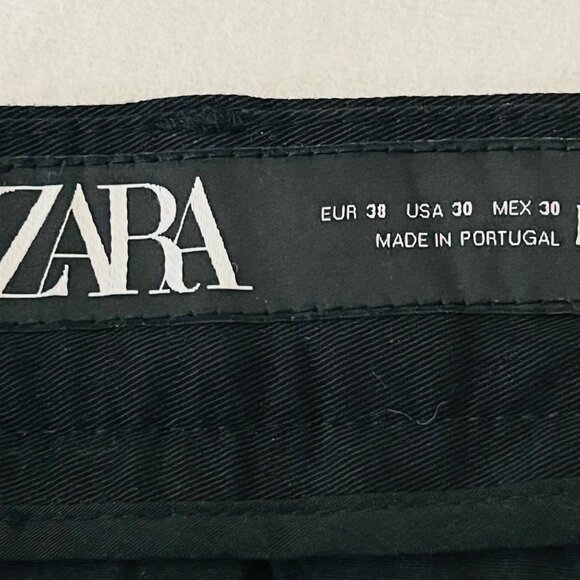 ZARA
EUR 38 USA 30 MEX 30
MADE IN PORTUGAL